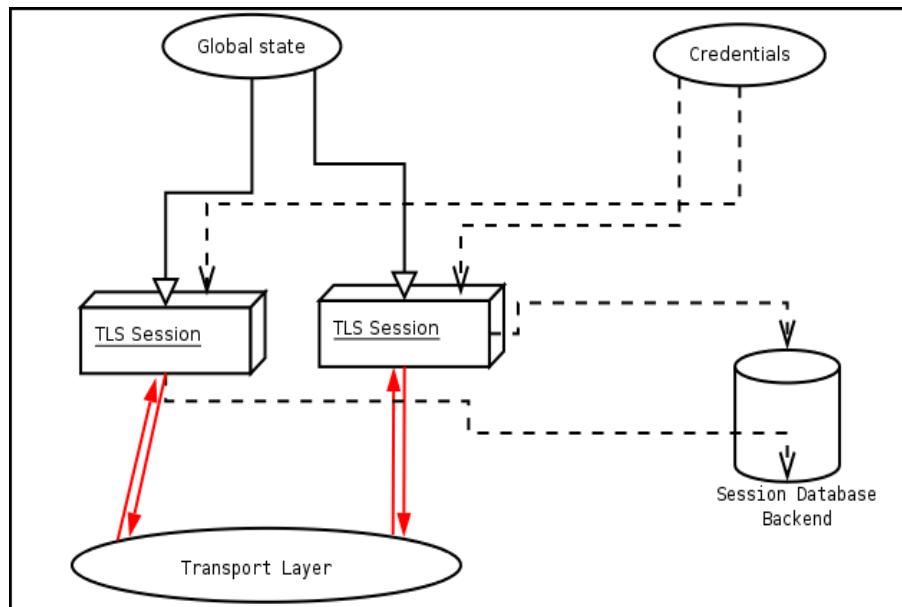 Global state
Credentials
TLS Session
TLS Session
Session Database
Backend
Transport Layer